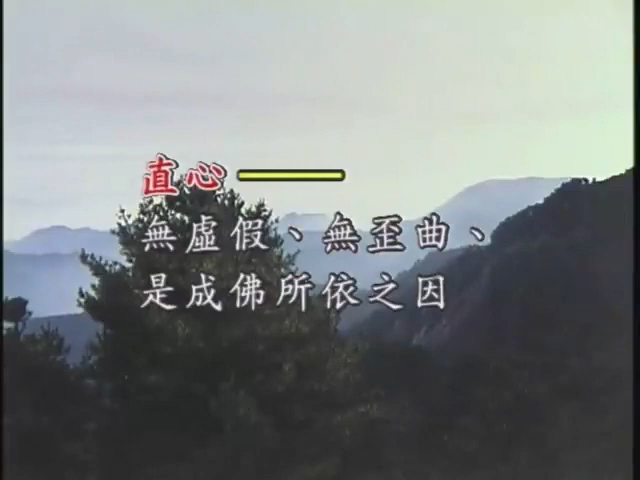 直心——
無虛假、無歪曲、
是成佛所依之因